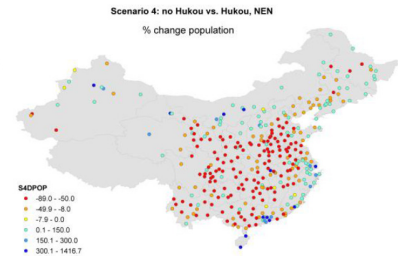 Scenario 4: no Hukou vs. Hukou, NEN
% change population
S4DPOP
-89.0 - -50.0
-49.9 - -8.0
-7.9 - 0.0
0.1 - 150.0
150.1 - 300.0
300.1 - 1416.7